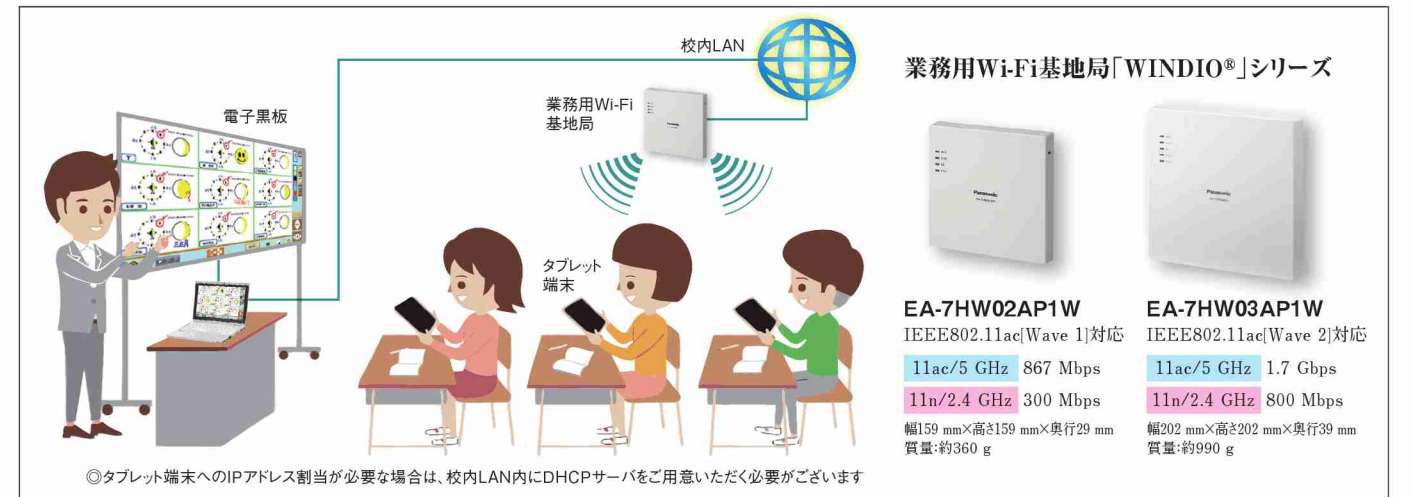 校内LAN
業務用Wi-Fi
基地局
電子黒板
タブレット
端末
◎タブレット端末へのIPアドレス割当が必要な場合は、校内LAN内にDHCPサーバをご用意いただく必要がございます
業務用Wi-Fi基地局「WINDIO®」シリーズ
Panasonic
Panasonic
EA-7HW02AP1W
IEEE802.11ac[Wave 1]対応
11ac/5 GHz 867 Mbps
11n/2.4 GHz 300 Mbps
幅159 mm×高さ159 mm×奥行29 mm
質量:約360 g
EA-7HW03AP1W
IEEE802.11ac[Wave 2]対応
11ac/5 GHz 1.7 Gbps
11n/2.4 GHz 800 Mbps
幅202 mm×高さ202 mm×奥行39 mm
質量:約990 g